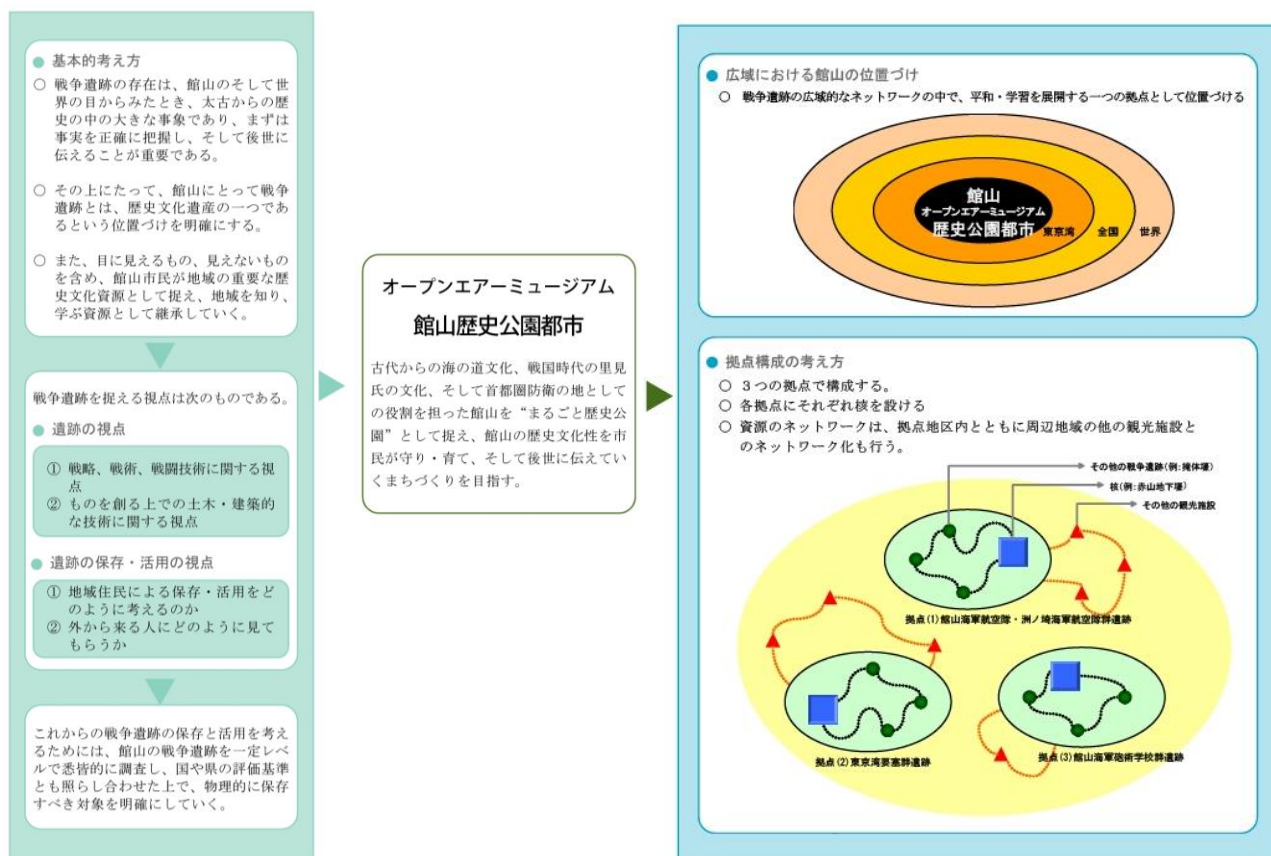 ● 基本的考え方
○ 戦争遺跡の存在は、館山のそして世
界の目からみたとき、太古からの歴
史の中の大きな事象であり、まずは
事実を正確に把握し、そして後世に
伝えることが重要である。
○ その上にたって、館山にとって戦争
遺跡とは、歴史文化遺産の一つであ
るという位置づけを明確にする。
○ また、目に見えるもの、見えないもの
を含め、館山市民が地域の重要な歴
史文化資源として捉え、地域を知り、
学ぶ資源として継承していく。
戦争遺跡を捉える視点は次のものである。
● 遺跡の視点
① 戦略、戦術、戦闘技術に関する視
点
② ものを創る上での土木・建築的
な技術に関する視点
● 遺跡の保存・活用の視点
① 地域住民による保存・活用をど
のように考えるのか
② 外から来る人にどのように見て
もらうか
これからの戦争遺跡の保存と活用を考え
るためには、館山の戦争遺跡を一定レベ
ルで悉皆的に調査し、国や県の評価基準
とも照らし合わせた上で、物理的に保存
すべき対象を明確にしていく。
オープンエアーミュージアム
館山歴史公園都市
古代からの海の道文化、戦国時代の里見
氏の文化、そして首都圏防衛の地として
の役割を担った館山を“まるごと歴史公
園”として捉え、館山の歴史文化性を市
民が守り・育て、そして後世に伝えてい
くまちづくりを目指す。
● 広域における館山の位置づけ
○ 戦争遺跡の広域的なネットワークの中で、平和・学習を展開する一つの拠点として位置づける
館山
オープンエアーミュージアム
歴史公園都市
東京湾 全国 世界
● 拠点構成の考え方
○ ３つの拠点で構成する。
○ 各拠点にそれぞれ核を設ける
○ 資源のネットワークは、拠点地区内とともに周辺地域の他の観光施設と
のネットワーク化も行う。
その他の戦争遺跡(例:掩体壕)
核(例:赤山地下壕)
その他の観光施設
拠点(1)館山海軍航空隊・洲ノ埼海軍航空隊群遺跡
拠点(2)東京湾要塞群遺跡
拠点(3)館山海軍砲術学校群遺跡